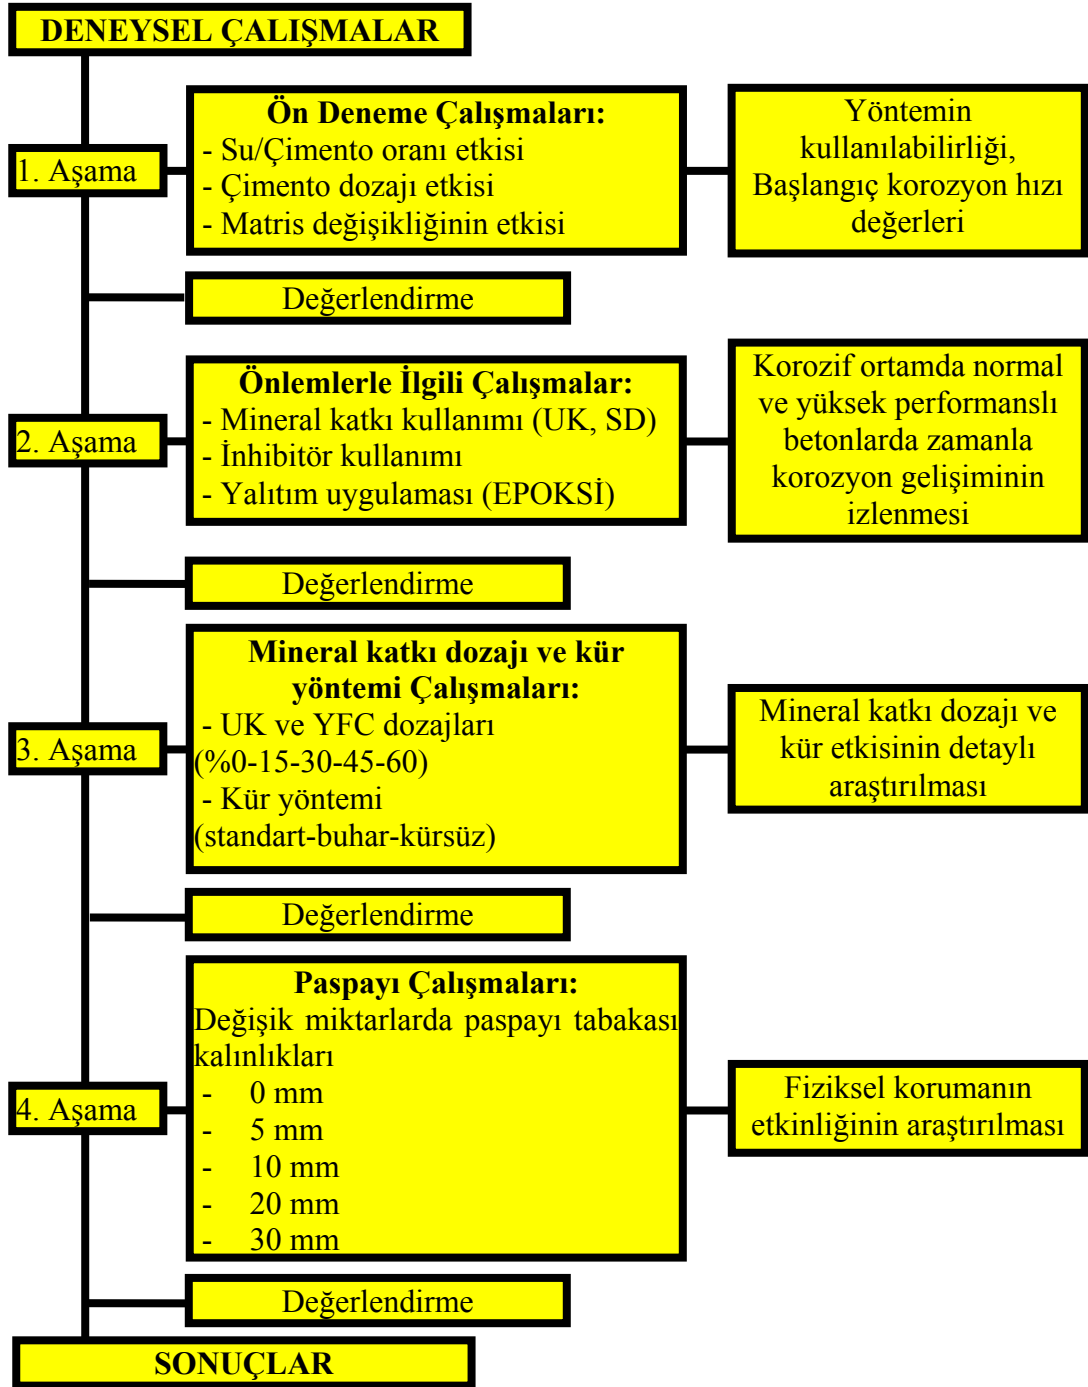 DENEYSEL ÇALIŞMALAR
1. Aşama
Ön Deneme Çalışmaları:
- Su/Çimento oranı etkisi
- Çimento dozajı etkisi
- Matris değişikliğinin etkisi
Yöntemin
kullanılabilirliği,
Başlangıç korozyon hızı
değerleri
Değerlendirme
2. Aşama
Önlemlerle İlgili Çalışmalar:
- Mineral katkı kullanımı (UK, SD)
- İnhibitör kullanımı
- Yalıtım uygulaması (EPOKSİ)
Korozif ortamda normal
ve yüksek performanslı
betonlarda zamanla
korozyon gelişiminin
izlenmesi
Değerlendirme
3. Aşama
Mineral katkı dozajı ve kür
yöntemi Çalışmaları:
- UK ve YFC dozajları
(%0-15-30-45-60)
- Kür yöntemi
(standart-buhar-kürsüz)
Mineral katkı dozajı ve
kür etkisinin detaylı
araştırılması
Değerlendirme
4. Aşama
Paspayı Çalışmaları:
Değişik miktarlarda paspayı tabakası
kalınlıkları
- 0 mm
- 5 mm
- 10 mm
- 20 mm
- 30 mm
Fiziksel korumanın
etkinliğinin araştırılması
Değerlendirme
SONUÇLAR